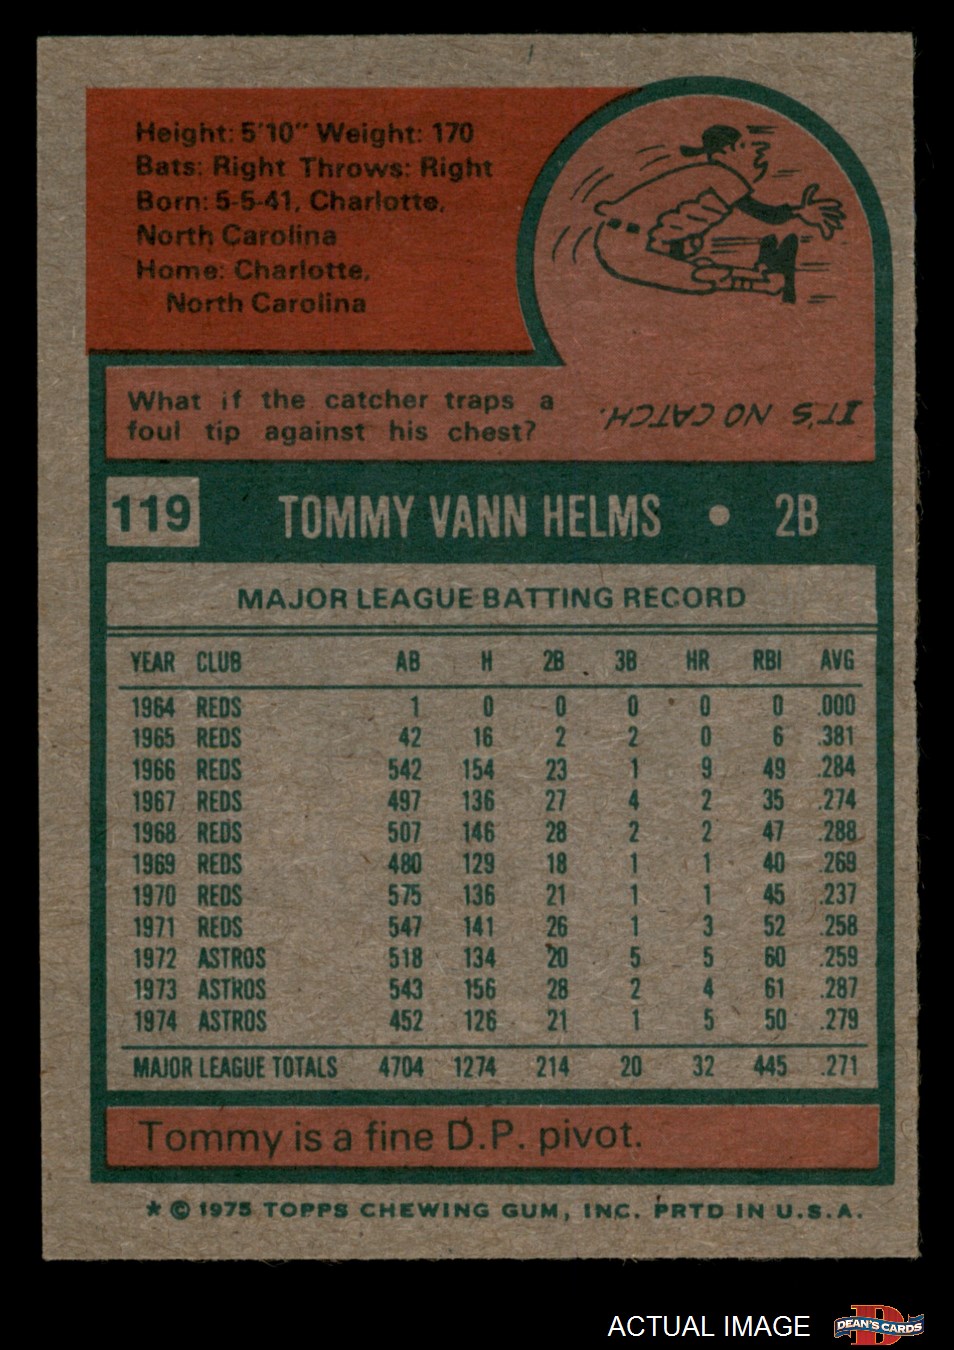 Height: 5'10" Weight: 170
Bats: Right Throws: Right
Born: 5-5-41, Charlotte,
North Carolina
Home: Charlotte,
North Carolina
What if the catcher traps a
foul tip against his chest?
IT'S NO CATCH.
119 TOMMY VANN HELMS • 2B
MAJOR LEAGUE BATTING RECORD
YEAR CLUB AB H 2B 3B HR RBI AVG
1964 REDS 1 0 0 0 0 0 .000
1965 REDS 42 16 2 2 0 6 .381
1966 REDS 542 154 23 1 9 49 .284
1967 REDS 497 136 27 4 2 35 .274
1968 REDS 507 146 28 2 2 47 .288
1969 REDS 480 129 18 1 1 40 .269
1970 REDS 575 136 21 1 1 45 .237
1971 REDS 547 141 26 1 3 52 .258
1972 ASTROS 518 134 20 5 5 60 .259
1973 ASTROS 543 156 28 2 4 61 .287
1974 ASTROS 452 126 21 1 5 50 .279
MAJOR LEAGUE TOTALS 4704 1274 214 20 32 445 .271
Tommy is a fine D.P. pivot.
* © 1975 TOPPS CHEWING GUM, INC. PRTD IN U.S.A.
ACTUAL IMAGE
D
DEAN'S CARDS